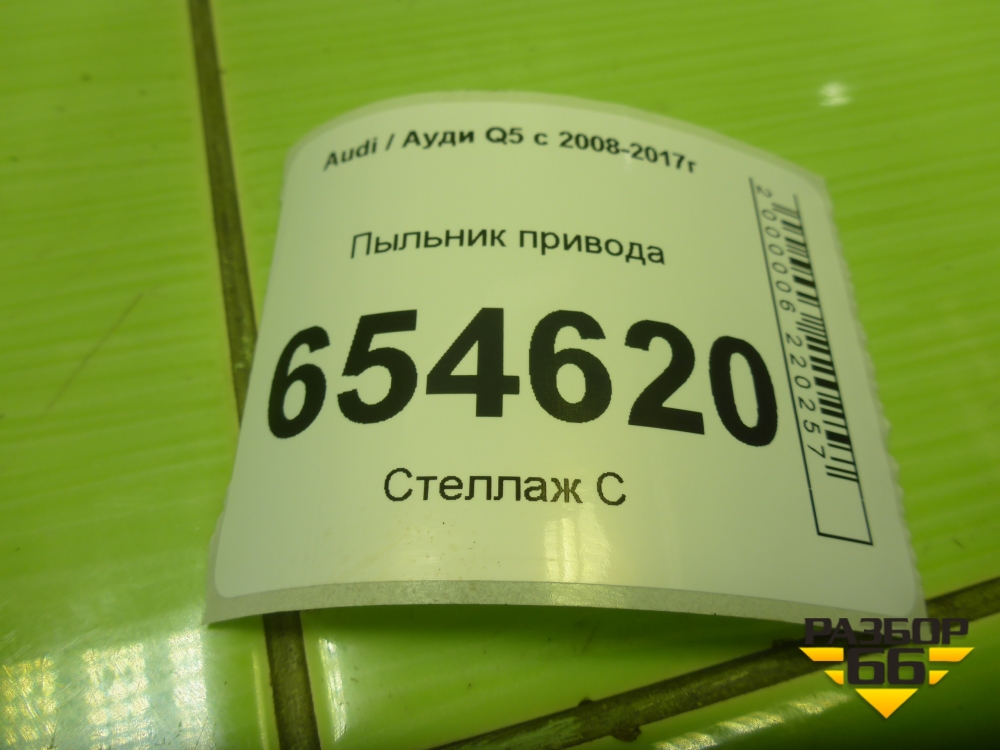 Audi / Ауди Q5 с 2008-2017г
Пыльник привода
654620
Стеллаж С
2000006220257
РАЗБОР
66